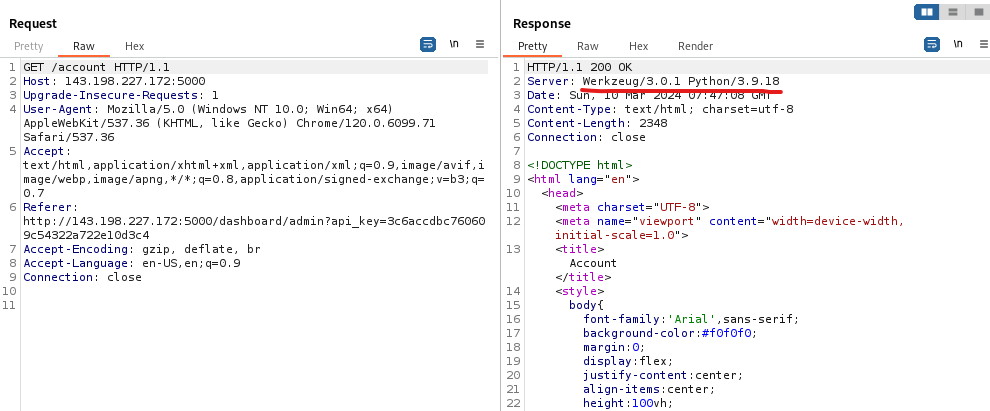 Request
Pretty
Raw
Hex
\n
1 GET /account HTTP/1.1
2 Host: 143.198.227.172:5000
3 Upgrade-Insecure-Requests: 1
4 User-Agent: Mozilla/5.0 (Windows NT 10.0; Win64; x64)
AppleWebKit/537.36 (KHTML, like Gecko) Chrome/120.0.6099.71
Safari/537.36
5 Accept:
text/html,application/xhtml+xml,application/xml;q=0.9,image/avif,i
mage/webp,image/apng,*/*;q=0.8,application/signed-exchange;v=b3;q=
0.7
6 Referer:
http://143.198.227.172:5000/dashboard/admin?api_key=3c6accdbc76060
9c54322a722e10d3c4
7 Accept-Encoding: gzip, deflate, br
8 Accept-Language: en-US,en;q=0.9
9 Connection: close
10
11
Response
Pretty
Raw
Hex
Render
\n
1 HTTP/1.1 200 OK
2 Server: Werkzeug/3.0.1 Python/3.9.18
3 Date: Sun, 10 Mar 2024 07:47:08 GMT
4 Content-Type: text/html; charset=utf-8
5 Content-Length: 2348
6 Connection: close
7
8 <!DOCTYPE html>
9 <html lang="en">
10 <head>
11 <meta charset="UTF-8">
12 <meta name="viewport" content="width=device-width,
initial-scale=1.0">
13 <title>
Account
</title>
14 <style>
15 body{
16 font-family:'Arial',sans-serif;
17 background-color:#f0f0f0;
18 margin:0;
19 display:flex;
20 justify-content:center;
21 align-items:center;
22 height:100vh;